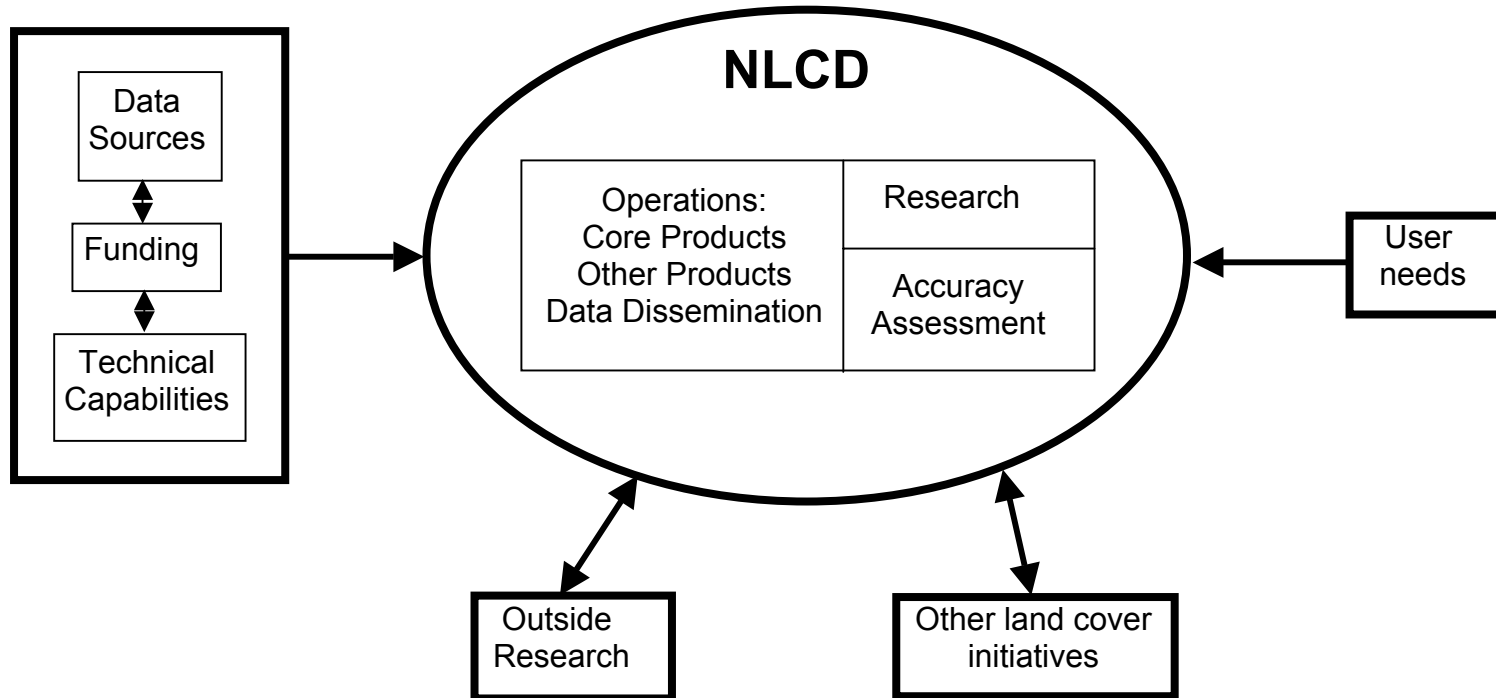 NLCD
Data
Sources
Funding
Technical
Capabilities
Operations:
Core Products
Other Products
Data Dissemination
Research
Accuracy
Assessment
User
needs
Outside
Research
Other land cover
initiatives